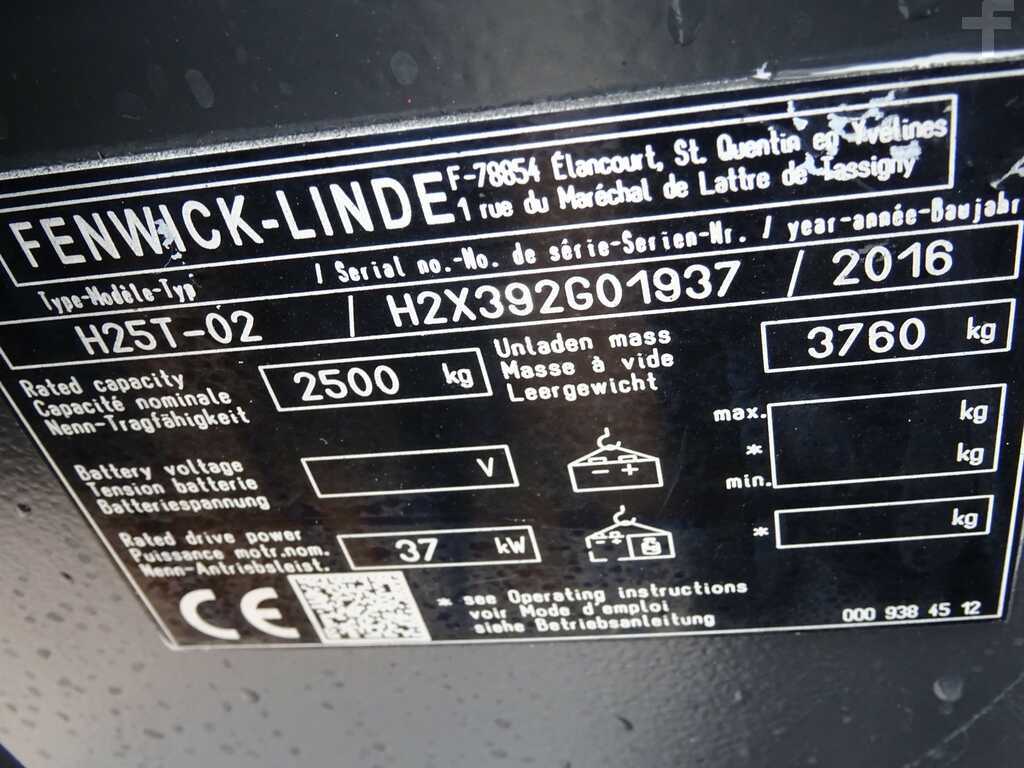 FENWICK-LINDE
F-78854 Élancourt, St. Quentin en Yvelines
1 rue du Maréchal de Lattre de Tassigny
Type-Modèle-Typ / Serial no.-No. de série-Serien-Nr. / year-année-Baujahr
H25T-02 / H2X392G01937 / 2016
Rated capacity
Capacité nominale
Nenn-Tragfähigkeit
2500 kg
Unladen mass
Masse à vide
Leergewicht
3760 kg
Battery voltage
Tension batterie
Batteriespannung
V
max. kg
* kg
min.
Rated drive power
Puissance motr.nom.
Nenn-Antriebsleist.
37 kW
* kg
CE
* see Operating instructions
voir Mode d'emploi
siehe Betriebsanleitung
000 938 45 12
f